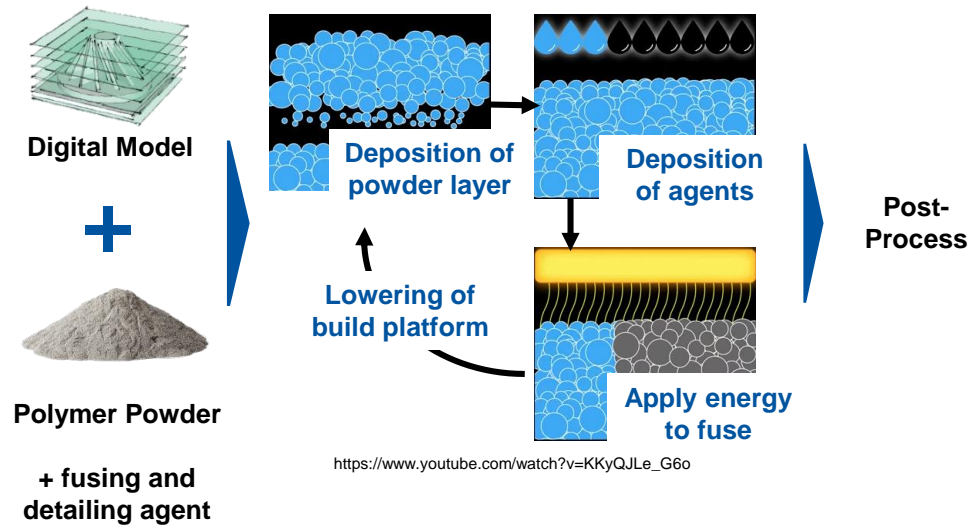 Digital Model
+
Polymer Powder
+ fusing and
detailing agent
Deposition of
powder layer
Deposition
of agents
Apply energy
to fuse
Lowering of
build platform
https://www.youtube.com/watch?v=KKyQJLe_G6o
Post-
Process